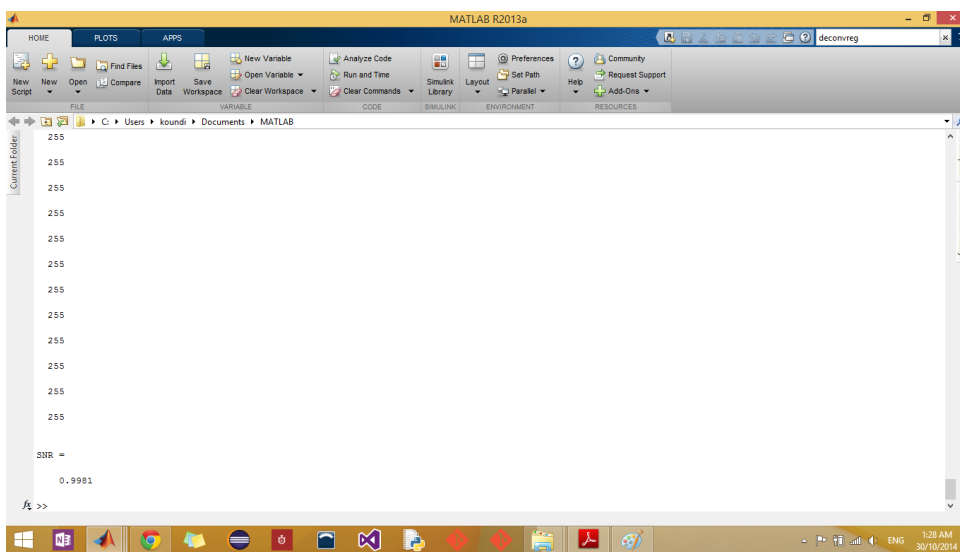 MATLAB R2013a
HOME PLOTS APPS
deconvreg
New Script
New
Open
Find Files
Compare
Import Data
Save Workspace
New Variable
Open Variable
Clear Workspace
Analyze Code
Run and Time
Clear Commands
Simulink Library
Layout
Preferences
Set Path
Parallel
Help
Community
Request Support
Add-Ons
FILE VARIABLE CODE SIMULINK ENVIRONMENT RESOURCES
C: Users koundi Documents MATLAB
Current Folder
255
255
255
255
255
255
255
255
255
255
255
255
SNR =
0.9981
fx >>
N
ENG
1:28 AM
30/10/2014